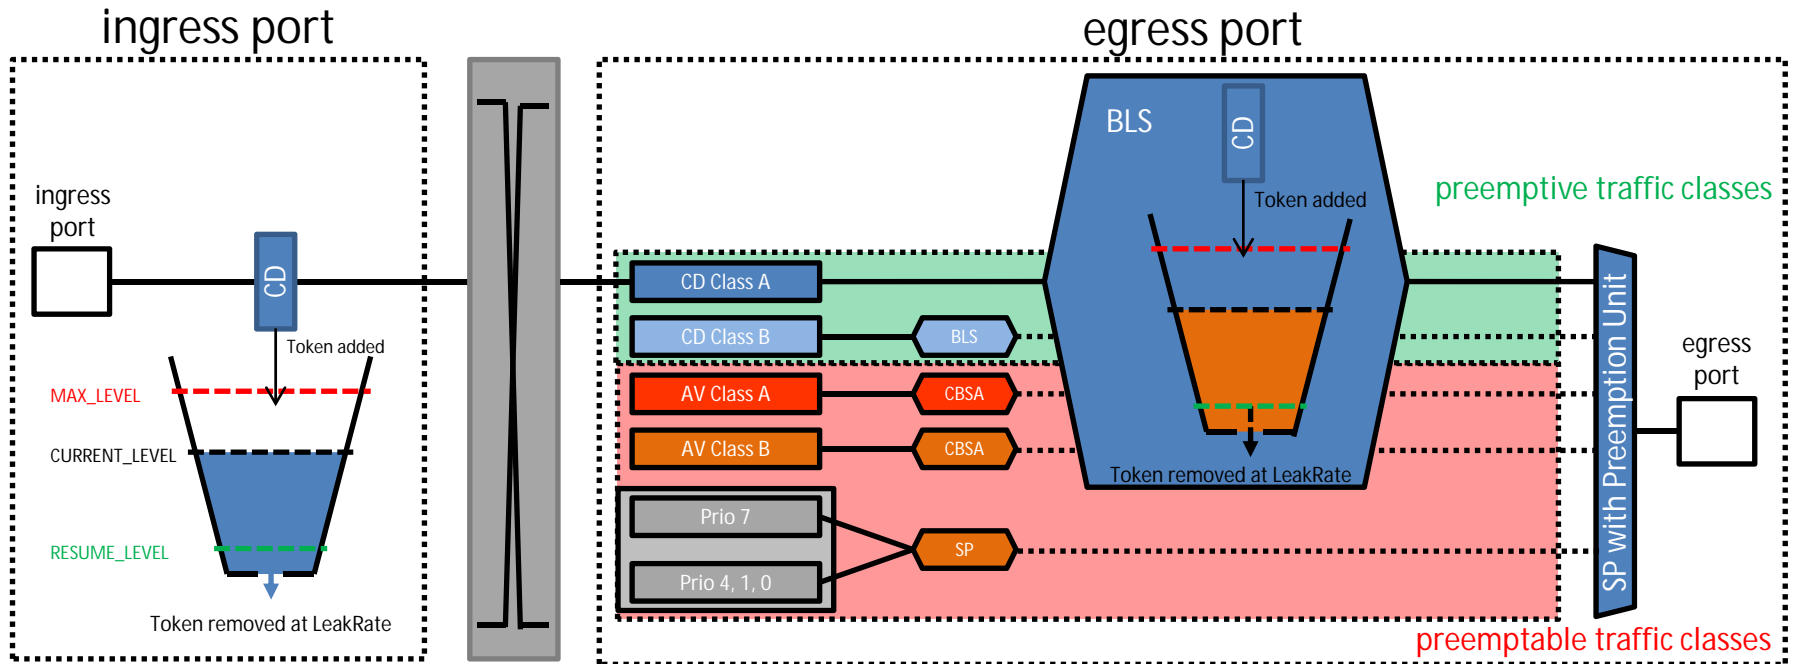 ingress port
egress port
ingress
port
CD
Token added
MAX_LEVEL
CURRENT_LEVEL
RESUME_LEVEL
Token removed at LeakRate
BLS
CD
Token added
preemptive traffic classes
CD Class A
CD Class B
BLS
AV Class A
CBSA
AV Class B
CBSA
Token removed at LeakRate
Prio 7
SP
Prio 4, 1, 0
SP with Preemption Unit
egress
port
preemptable traffic classes